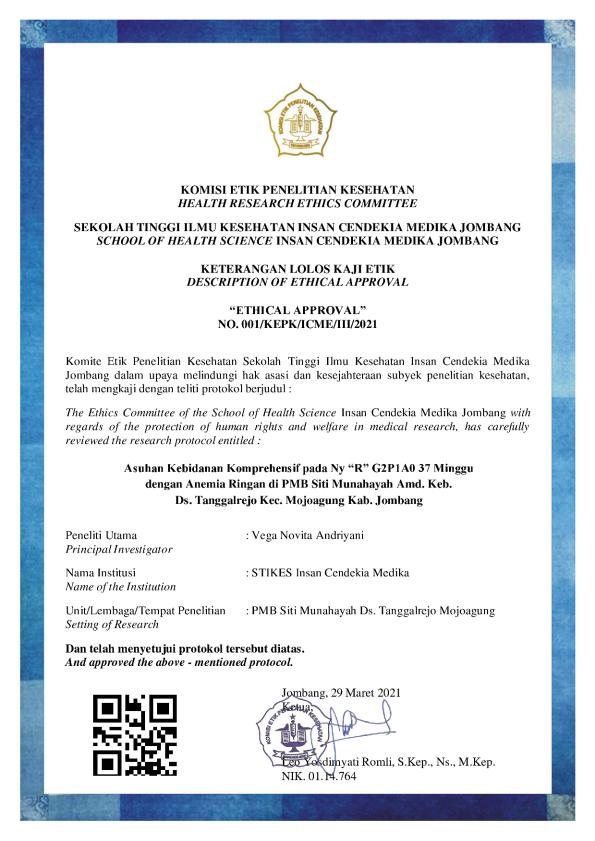 KOMISI ETIK PENELITIAN KESEHATAN
HEALTH RESEARCH ETHICS COMMITTEE
SEKOLAH TINGGI ILMU KESEHATAN INSAN CENDEKIA MEDIKA JOMBANG
SCHOOL OF HEALTH SCIENCE INSAN CENDEKIA MEDIKA JOMBANG
KETERANGAN LOLOS KAJI ETIK
DESCRIPTION OF ETHICAL APPROVAL
“ETHICAL APPROVAL”
NO. 001/KEPK/ICME/III/2021
Komite Etik Penelitian Kesehatan Sekolah Tinggi Ilmu Kesehatan Insan Cendekia Medika
Jombang dalam upaya melindungi hak asasi dan kesejahteraan subyek penelitian kesehatan,
telah mengkaji dengan teliti protokol berjudul :
The Ethics Committee of the School of Health Science Insan Cendekia Medika Jombang with
regards of the protection of human rights and welfare in medical research, has carefully
reviewed the research protocol entitled :
Asuhan Kebidanan Komprehensif pada Ny “R” G2P1A0 37 Minggu
dengan Anemia Ringan di PMB Siti Munahayah Amd. Keb.
Ds. Tanggalrejo Kec. Mojoagung Kab. Jombang
Peneliti Utama : Vega Novita Andriyani
Principal Investigator
Nama Institusi : STIKES Insan Cendekia Medika
Name of the Institution
Unit/Lembaga/Tempat Penelitian : PMB Siti Munahayah Ds. Tanggalrejo Mojoagung
Setting of Research
Dan telah menyetujui protokol tersebut diatas.
And approved the above - mentioned protocol.
Jombang, 29 Maret 2021
Ketua,
KOMISI ETIK PENELITIAN KESEHATAN
Leo Yosdimyati Romli, S.Kep., Ns., M.Kep.
NIK. 01.14.764